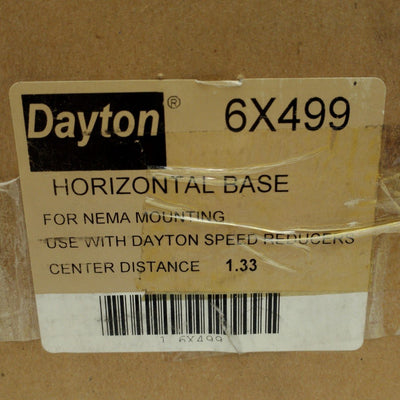 Dayton® 6X499
HORIZONTAL BASE
FOR NEMA MOUNTING
USE WITH DAYTON SPEED REDUCERS
CENTER DISTANCE 1.33
1 6X499